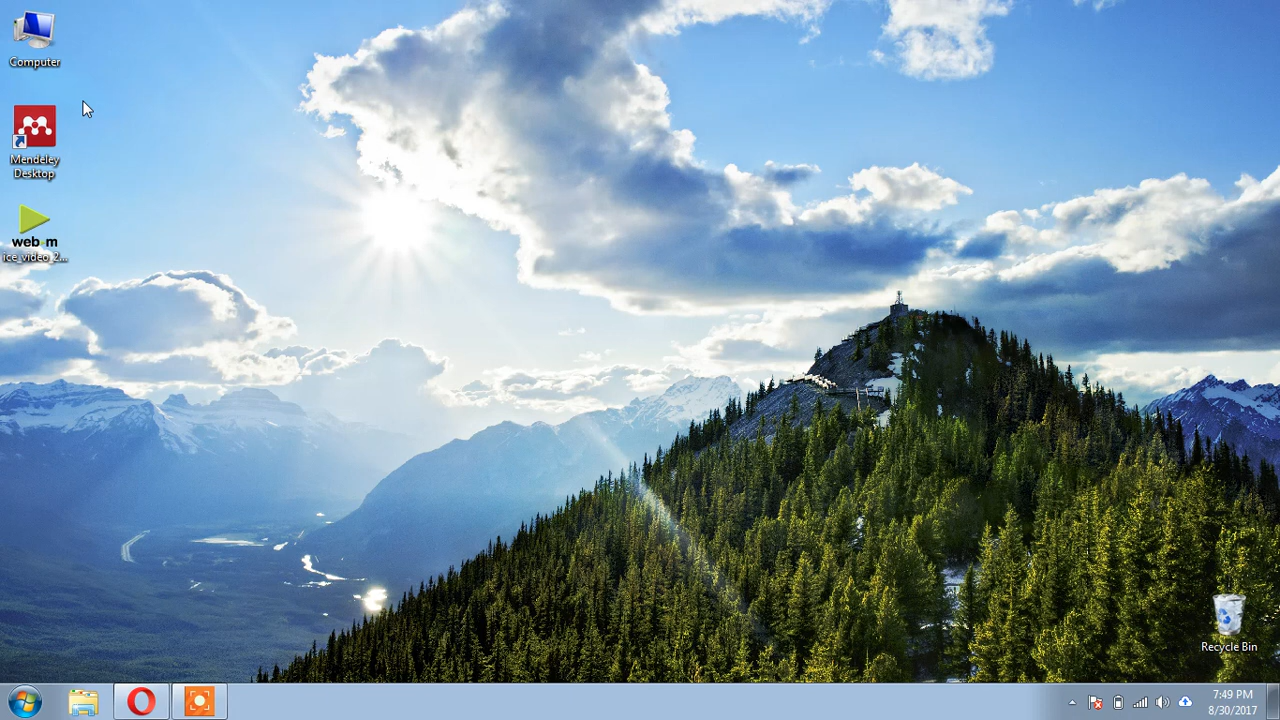 Computer
Mendeley
Desktop
web m
ice_video_2...
Recycle Bin
7:49 PM
8/30/2017